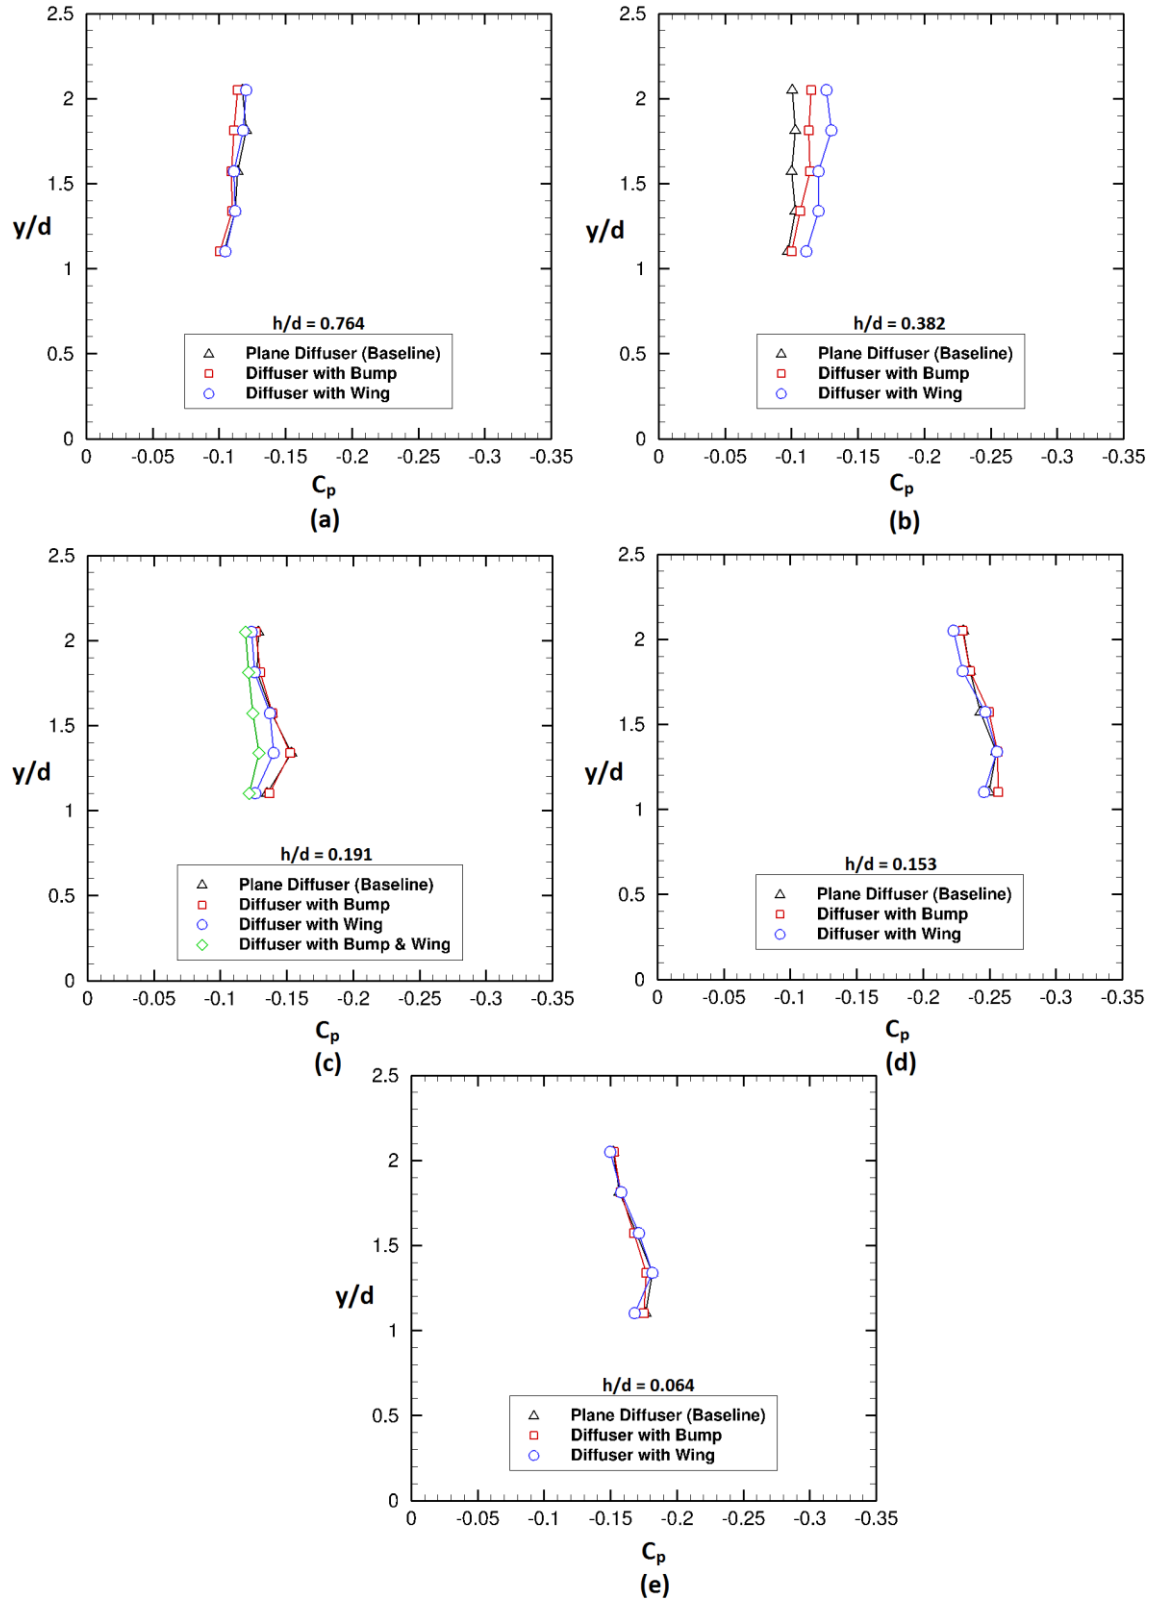 2.5
2
1.5
y/d
1
h/d = 0.764
Plane Diffuser (Baseline)
Diffuser with Bump
Diffuser with Wing
0.5
0
0 -0.05 -0.1 -0.15 -0.2 -0.25 -0.3 -0.35
Cp
(a)
2.5
2
1.5
y/d
1
h/d = 0.382
Plane Diffuser (Baseline)
Diffuser with Bump
Diffuser with Wing
0.5
0
0 -0.05 -0.1 -0.15 -0.2 -0.25 -0.3 -0.35
Cp
(b)
2.5
2
1.5
y/d
1
h/d = 0.191
Plane Diffuser (Baseline)
Diffuser with Bump
Diffuser with Wing
Diffuser with Bump & Wing
0.5
0
0 -0.05 -0.1 -0.15 -0.2 -0.25 -0.3 -0.35
Cp
(c)
2.5
2
1.5
y/d
1
h/d = 0.153
Plane Diffuser (Baseline)
Diffuser with Bump
Diffuser with Wing
0.5
0
0 -0.05 -0.1 -0.15 -0.2 -0.25 -0.3 -0.35
Cp
(d)
2.5
2
1.5
y/d
1
h/d = 0.064
Plane Diffuser (Baseline)
Diffuser with Bump
Diffuser with Wing
0.5
0
0 -0.05 -0.1 -0.15 -0.2 -0.25 -0.3 -0.35
Cp
(e)